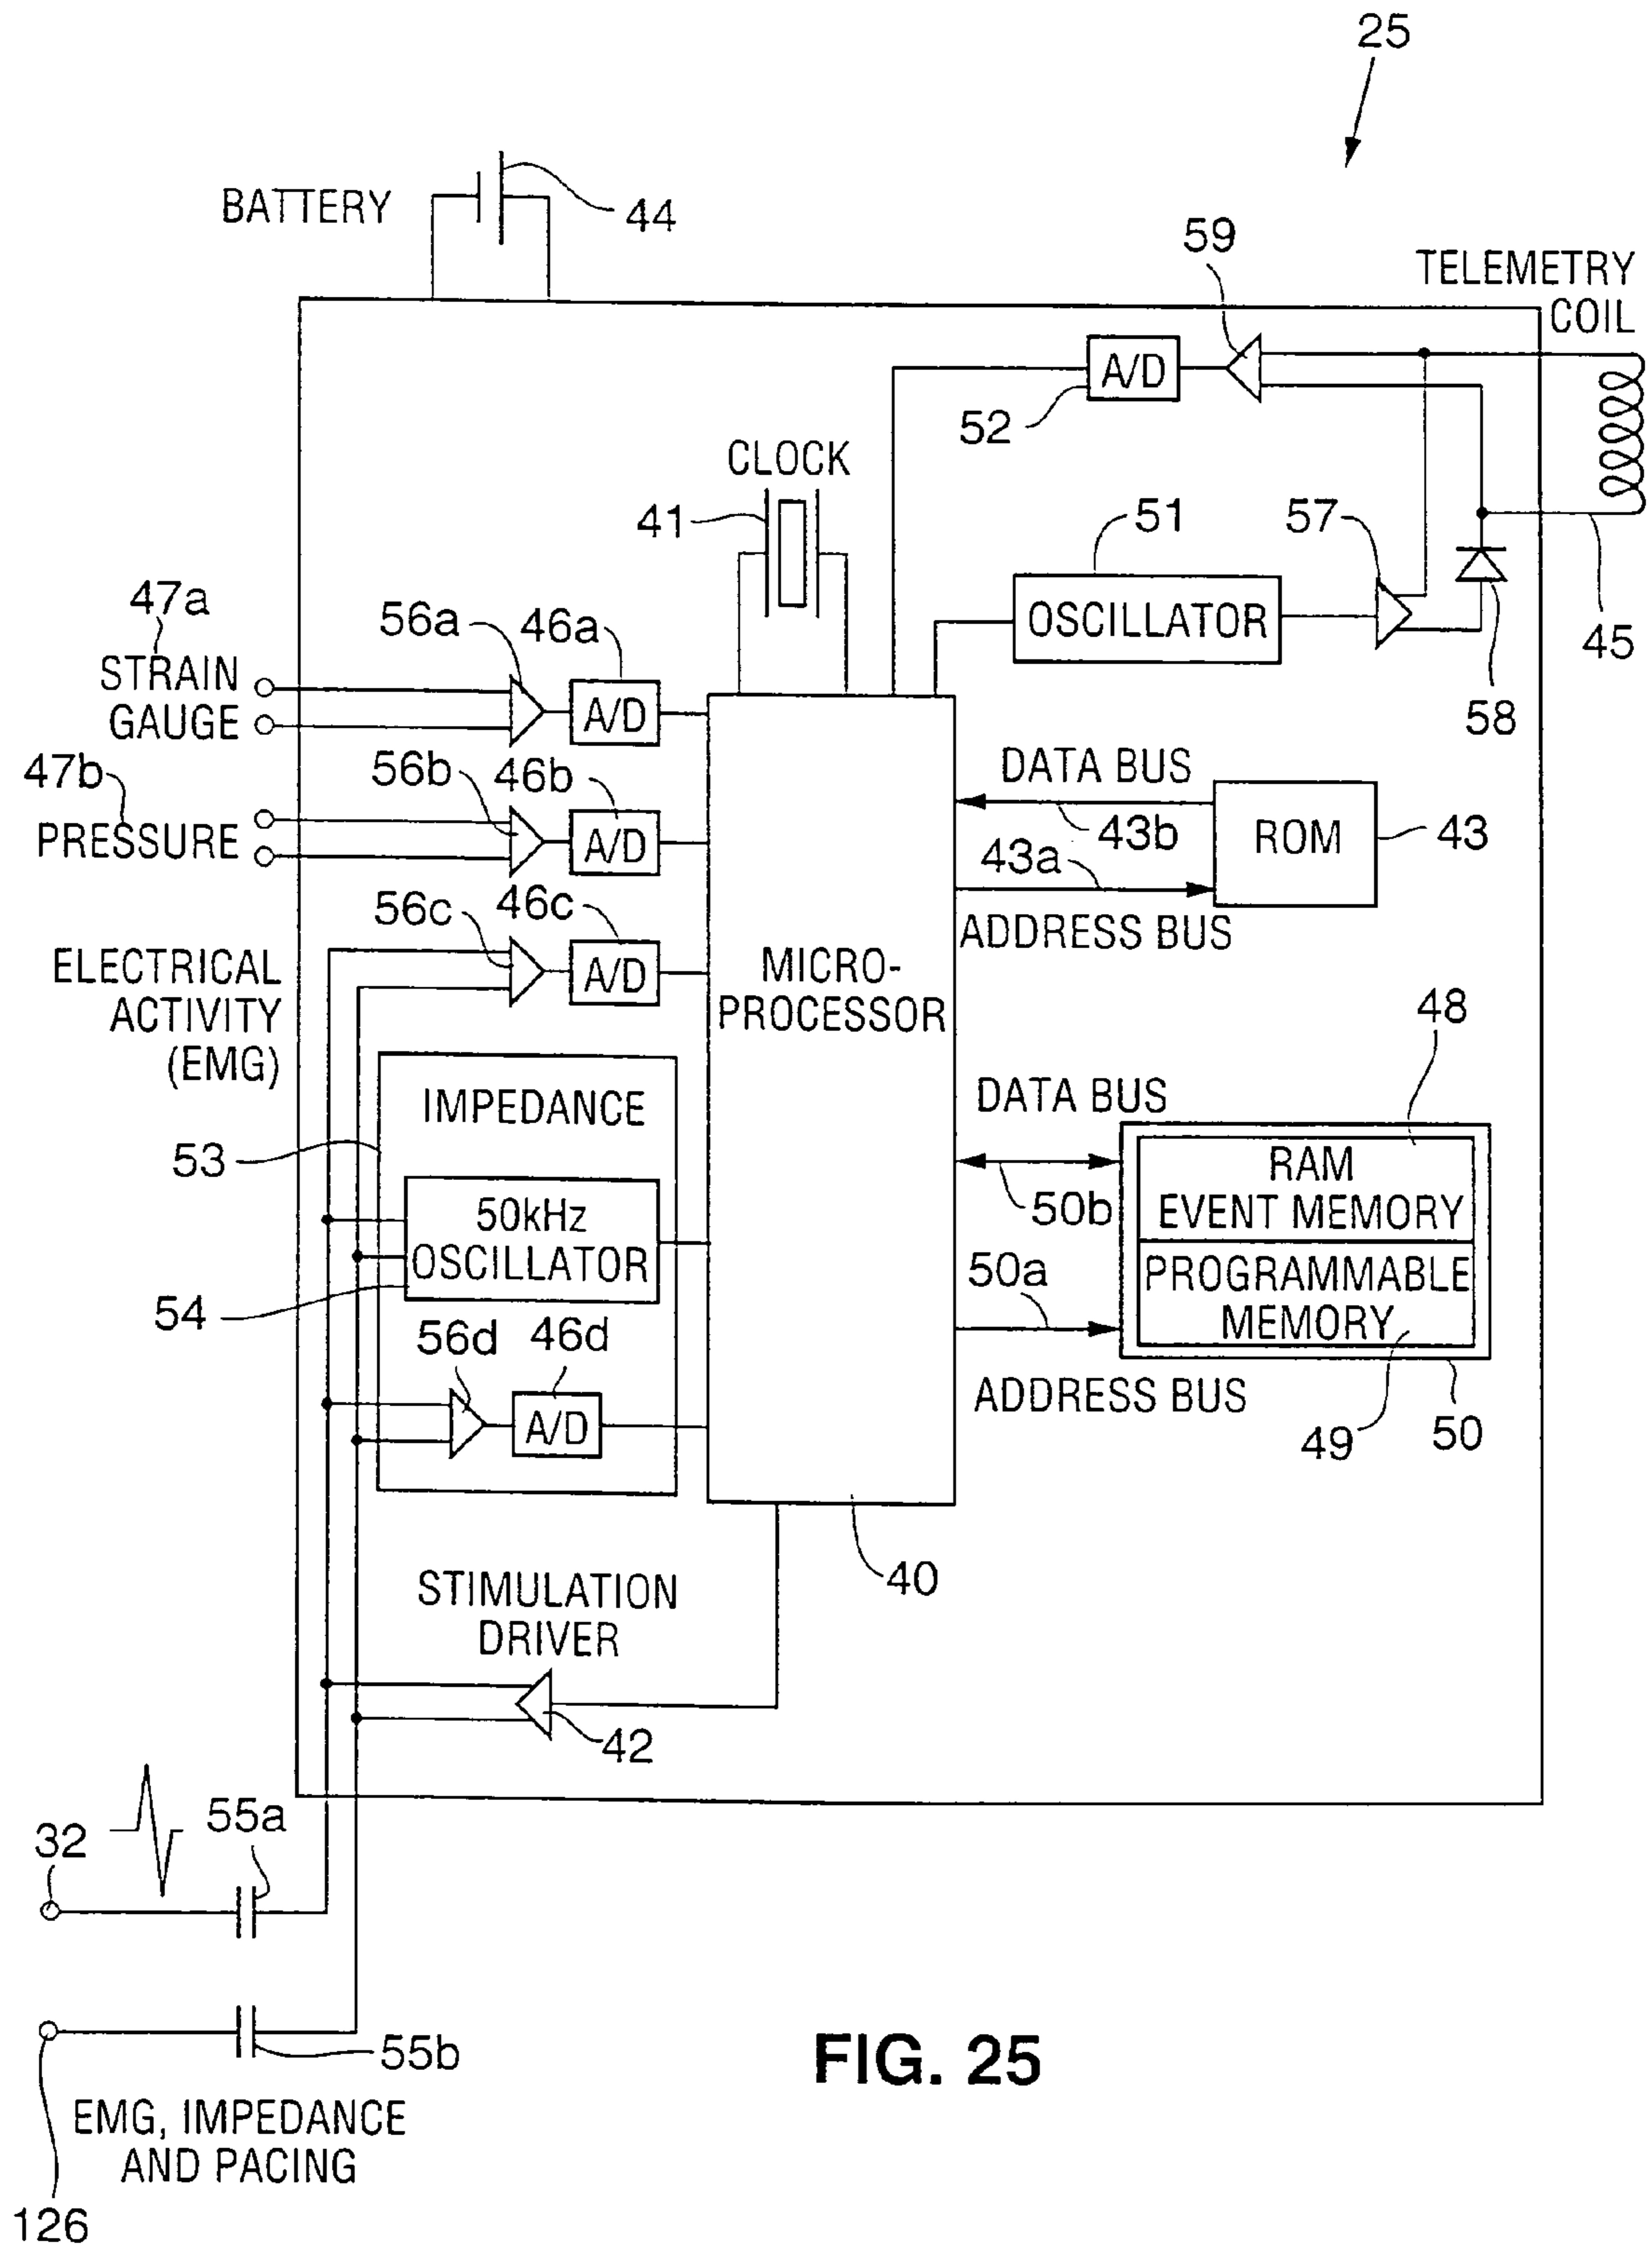 25
BATTERY
44
59
TELEMETRY
COIL
A/D
52
CLOCK
41
51
57
OSCILLATOR
45
58
47a
STRAIN
GAUGE
56a
46a
A/D
47b
PRESSURE
56b
46b
A/D
DATA BUS
43b
ROM
43
43a
ADDRESS BUS
56c
46c
A/D
ELECTRICAL
ACTIVITY
(EMG)
MICRO-
PROCESSOR
48
DATA BUS
IMPEDANCE
53
50kHz
OSCILLATOR
54
RAM
EVENT MEMORY
50b
PROGRAMMABLE
MEMORY
50a
56d
46d
A/D
ADDRESS BUS
49
50
40
STIMULATION
DRIVER
42
32
55a
55b
EMG, IMPEDANCE
AND PACING
126
FIG. 25